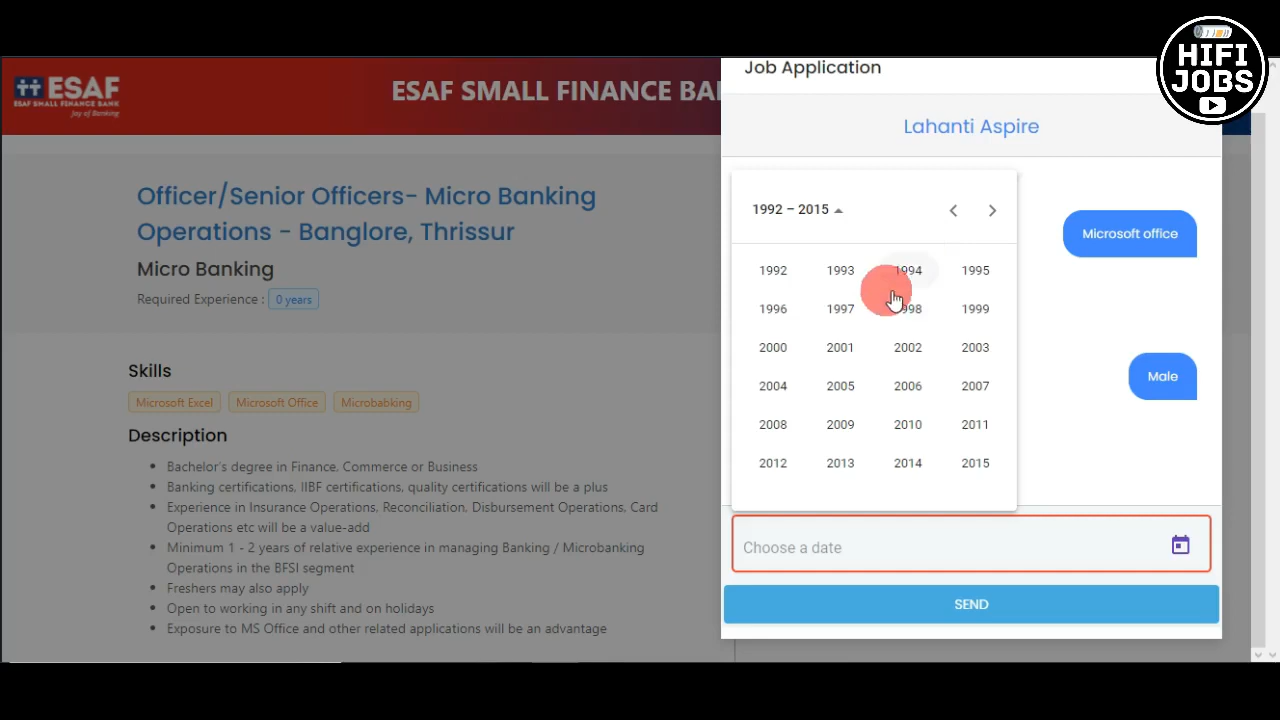 HIFI
JOBS
ESAF
ESAF SMALL FINANCE BANK
Joy of Banking
ESAF SMALL FINANCE BA
Officer/Senior Officers- Micro Banking
Operations - Banglore, Thrissur
Micro Banking
Required Experience : 0 years
Skills
Microsoft Excel Microsoft Office Microbabking
Description
• Bachelor's degree in Finance, Commerce or Business
• Banking certifications, IIBF certifications, quality certifications will be a plus
• Experience in Insurance Operations, Reconciliation, Disbursement Operations, Card
Operations etc will be a value-add
• Minimum 1 - 2 years of relative experience in managing Banking / Microbanking
Operations in the BFSI segment
• Freshers may also apply
• Open to working in any shift and on holidays
• Exposure to MS Office and other related applications will be an advantage
Job Application
Lahanti Aspire
Microsoft office
Male
1992 – 2015
1992 1993 1994 1995
1996 1997 1998 1999
2000 2001 2002 2003
2004 2005 2006 2007
2008 2009 2010 2011
2012 2013 2014 2015
Choose a date
SEND